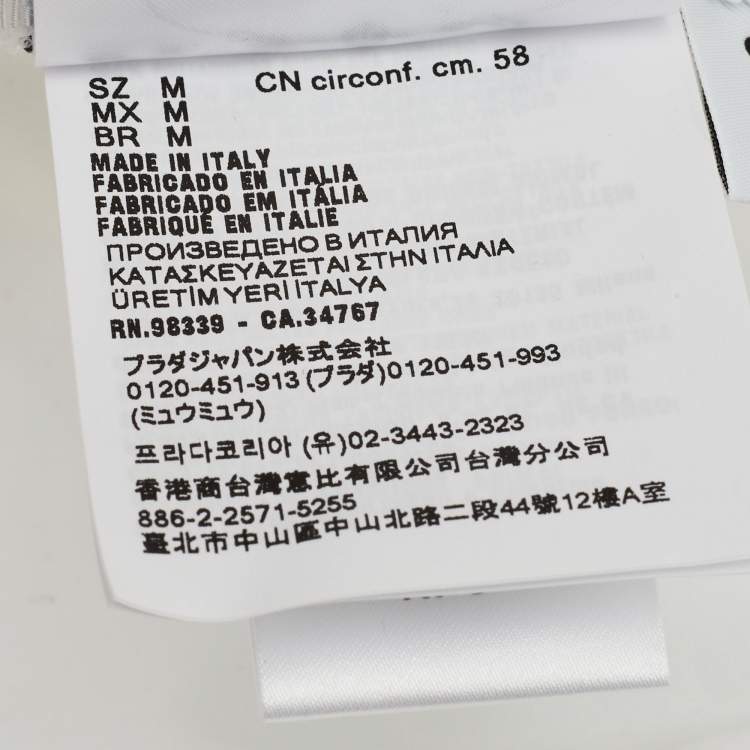 SZ M CN circonf. cm. 58
MX M
BR M
MADE IN ITALY
FABRICADO EN ITALIA
FABRICADO EM ITÁLIA
FABRIQUÉ EN ITALIE
ПРОИЗВЕДЕНО В ИТАЛИЯ
ΚΑΤΑΣΚΕΥΑΖΕΤΑΙ ΣΤΗΝ ΙΤΑΛΙΑ
ÜRETİM YERİ İTALYA
RN.98339 - CA.34767
プラダジャパン株式会社
0120-451-913 (プラダ)0120-451-993
(ミュウミュウ)
프라다코리아 (유)02-3443-2323
香港商台灣恵比有限公司台灣分公司
886-2-2571-5255
臺北市中山區中山北路二段44號12樓A室